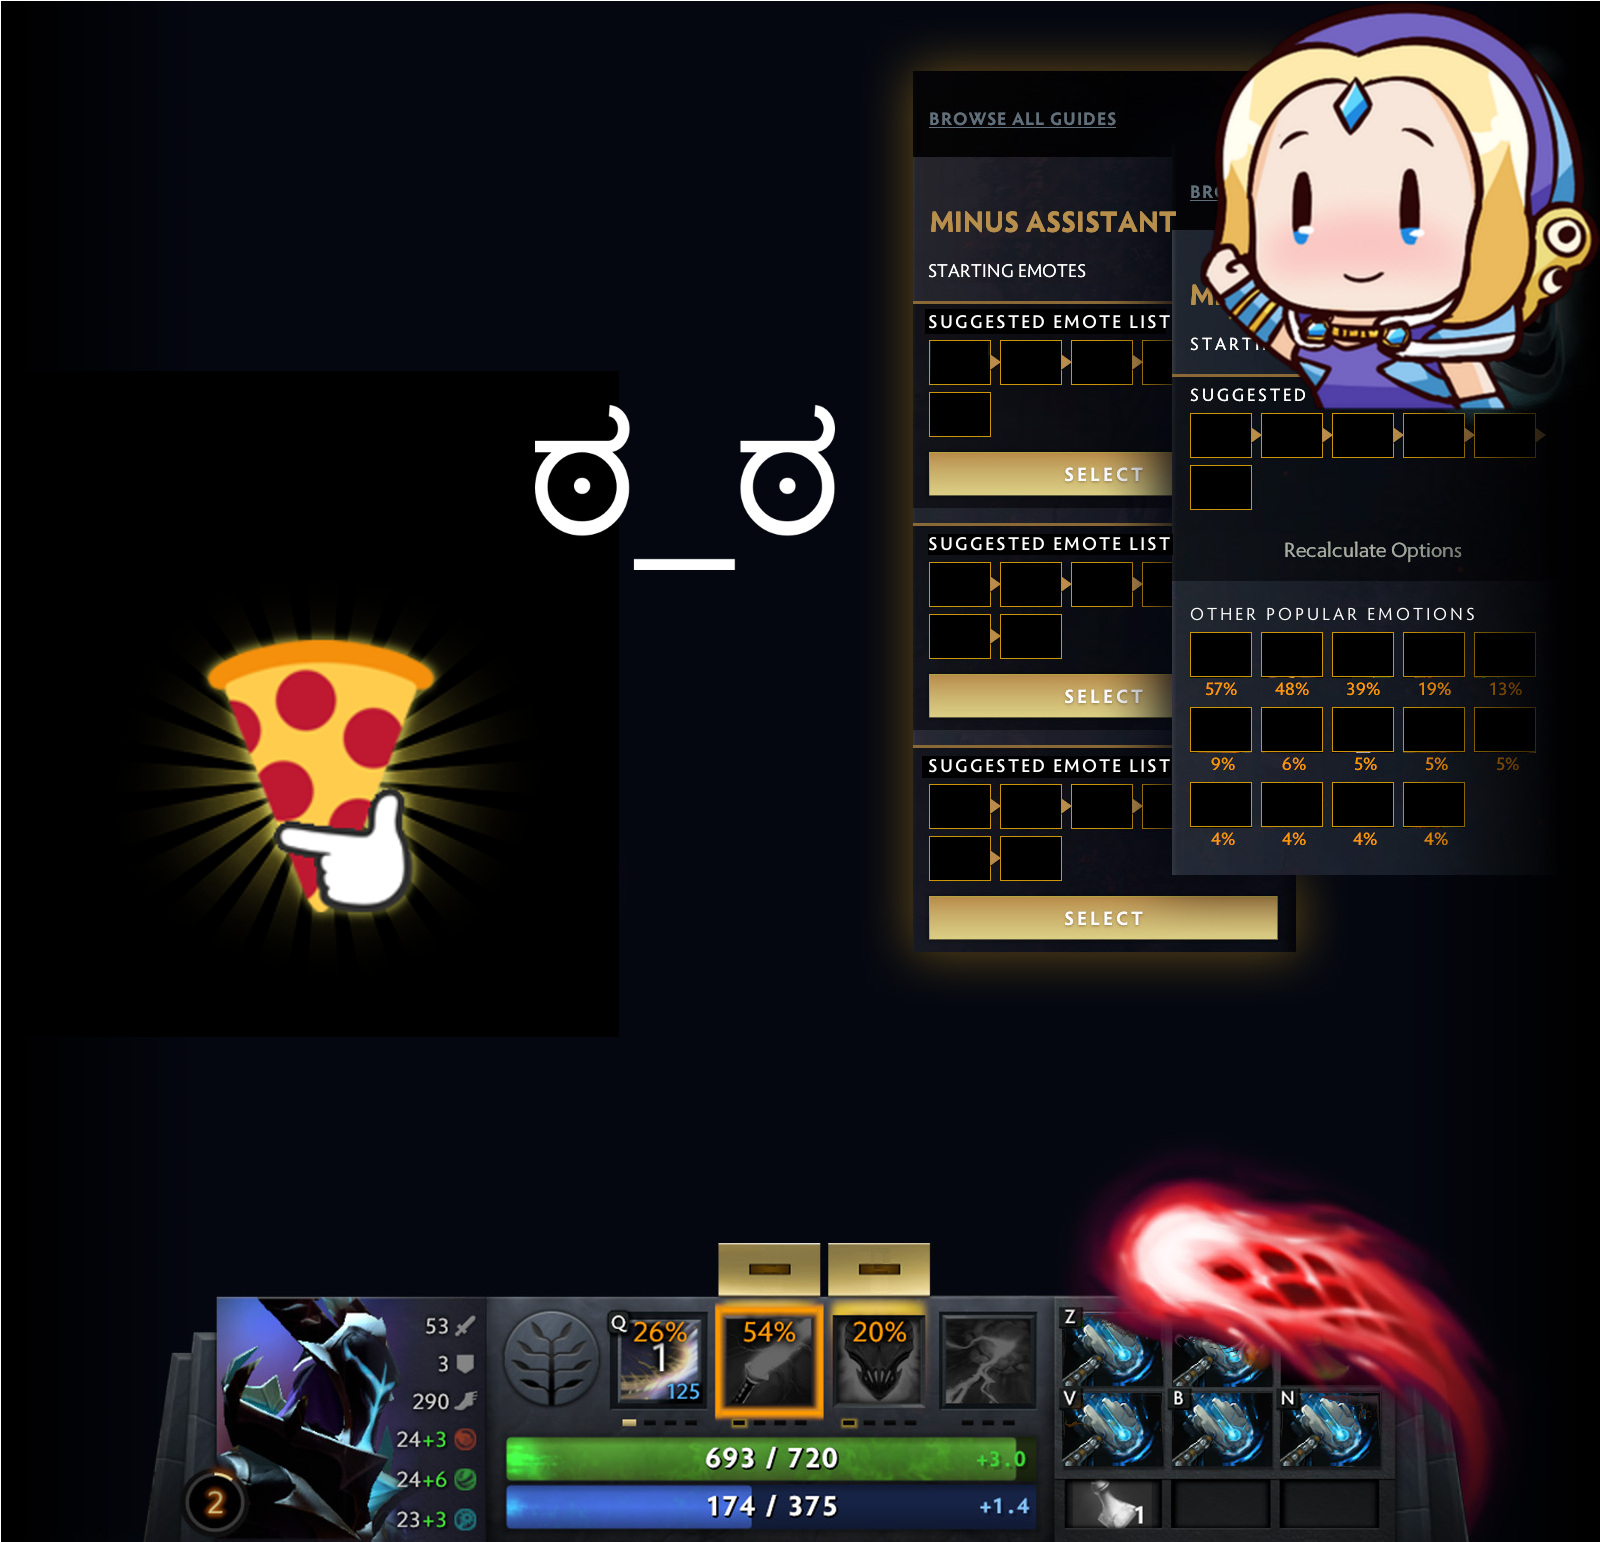 BROWSE ALL GUIDES
MINUS ASSISTANT
STARTING EMOTES
SUGGESTED EMOTE LIST
SELECT
SUGGESTED EMOTE LIST
SELECT
SUGGESTED EMOTE LIST
SELECT
SUGGESTED
Recalculate Options
OTHER POPULAR EMOTIONS
57% 48% 39% 19% 13%
9% 6% 5% 5% 5%
4% 4% 4% 4%
ಠ_ಠ
53
3
290
24+3
24+6
23+3
2
Q 26% 54% 20%
1
125
693 / 720 +3.0
174 / 375 +1.4
Z
V B N
1